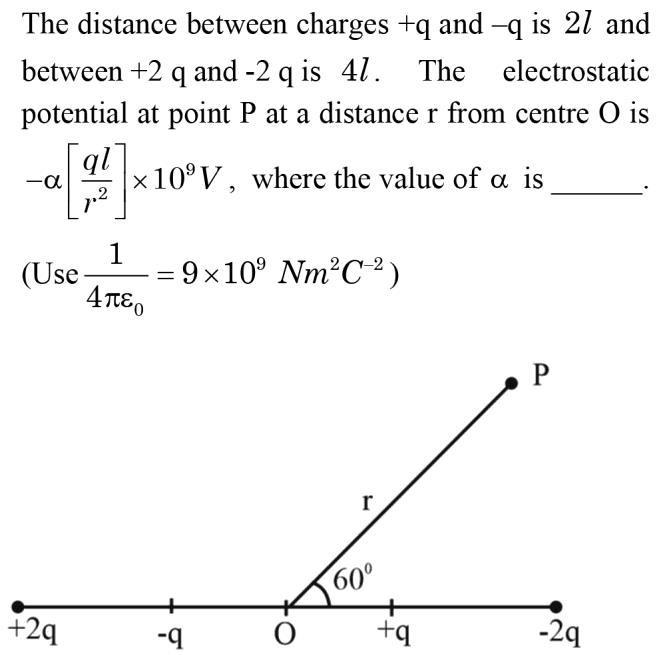 The distance between charges +q and –q is 2l and
between +2 q and -2 q is 4l. The electrostatic
potential at point P at a distance r from centre O is
−α[ql/r²]×10⁹V, where the value of α is ______.
(Use 1/4πε₀ = 9×10⁹ Nm²C⁻²)
P
r
60⁰
+2q -q O +q -2q